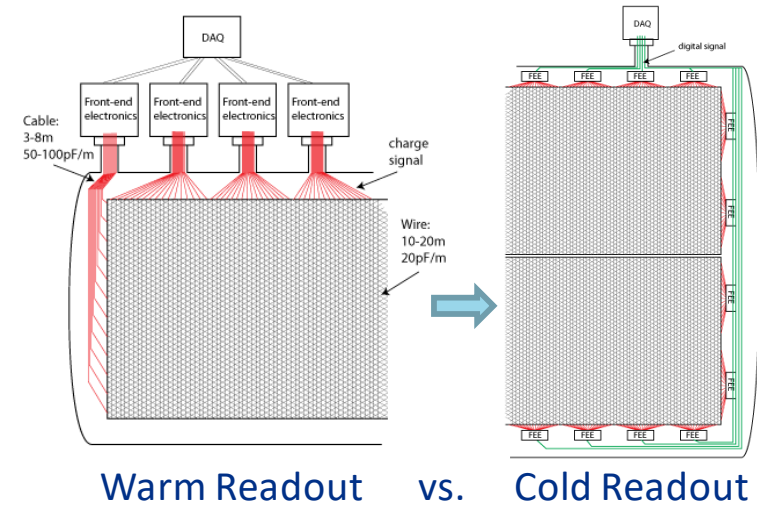 DAQ
Front-end
electronics
Front-end
electronics
Front-end
electronics
Front-end
electronics
Cable:
3-8m
50-100pF/m
charge
signal
Wire:
10-20m
20pF/m
DAQ
digital signal
FEE
FEE
FEE
FEE
FEE
FEE
FEE
FEE
FEE
FEE
FEE
FEE
Warm Readout vs. Cold Readout